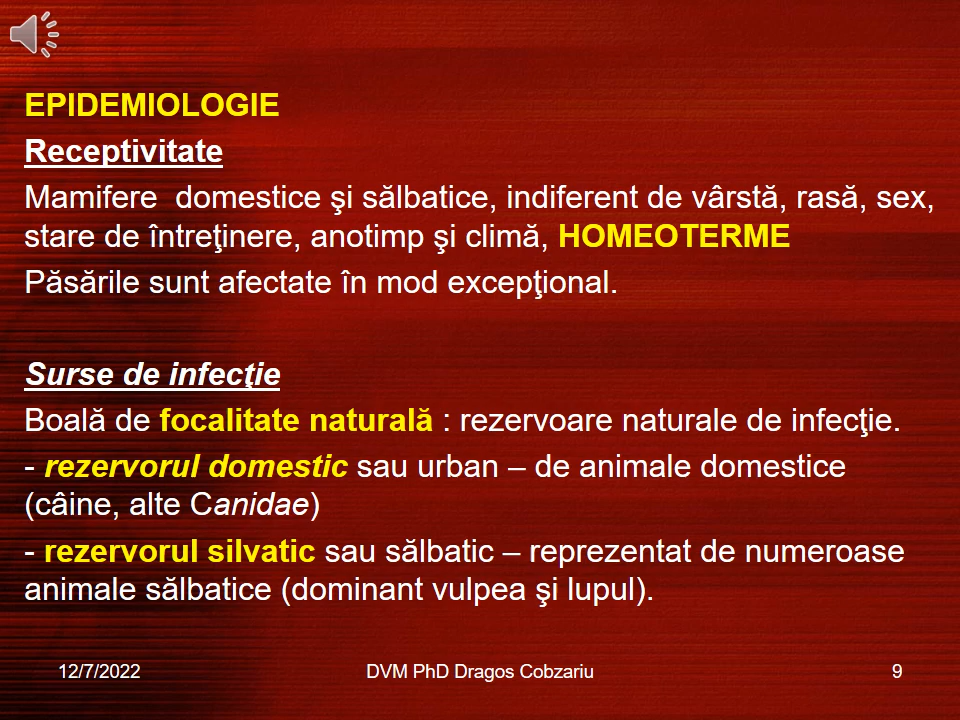 EPIDEMIOLOGIE
Receptivitate
Mamifere  domestice şi sălbatice, indiferent de vârstă, rasă, sex,
stare de întreţinere, anotimp şi climă, HOMEOTERME
Păsările sunt afectate în mod excepţional.
Surse de infecţie
Boală de focalitate naturală : rezervoare naturale de infecţie.
- rezervorul domestic sau urban – de animale domestice
(câine, alte Canidae)
- rezervorul silvatic sau sălbatic – reprezentat de numeroase
animale sălbatice (dominant vulpea şi lupul).
12/7/2022 DVM PhD Dragos Cobzariu 9